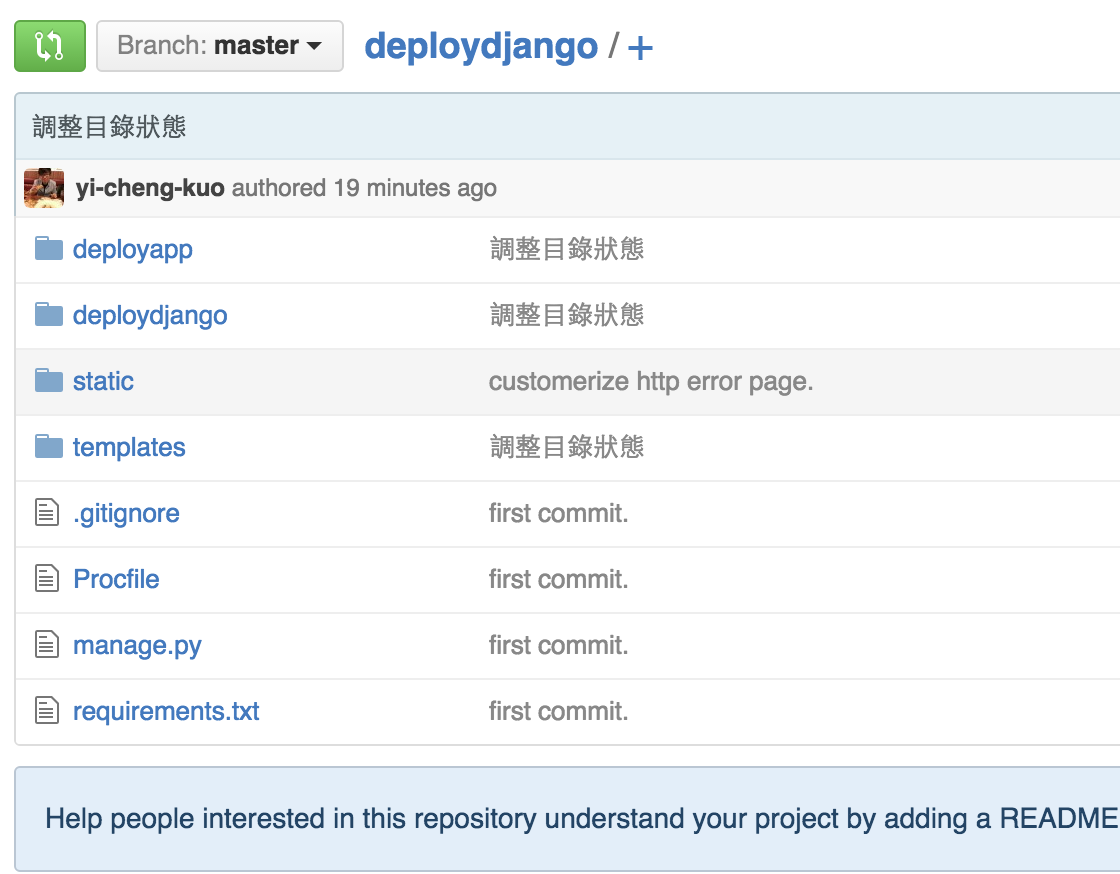 Branch: master deploydjango / +
調整目錄狀態
yi-cheng-kuo authored 19 minutes ago
deployapp 調整目錄狀態
deploydjango 調整目錄狀態
static customerize http error page.
templates 調整目錄狀態
.gitignore first commit.
Procfile first commit.
manage.py first commit.
requirements.txt first commit.
Help people interested in this repository understand your project by adding a README